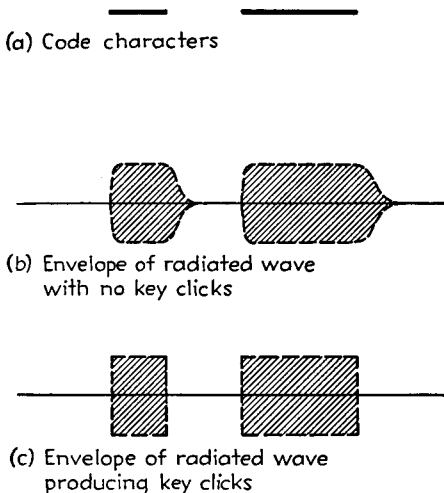 (a) Code characters
(b) Envelope of radiated wave
with no key clicks
(c) Envelope of radiated wave
producing key clicks